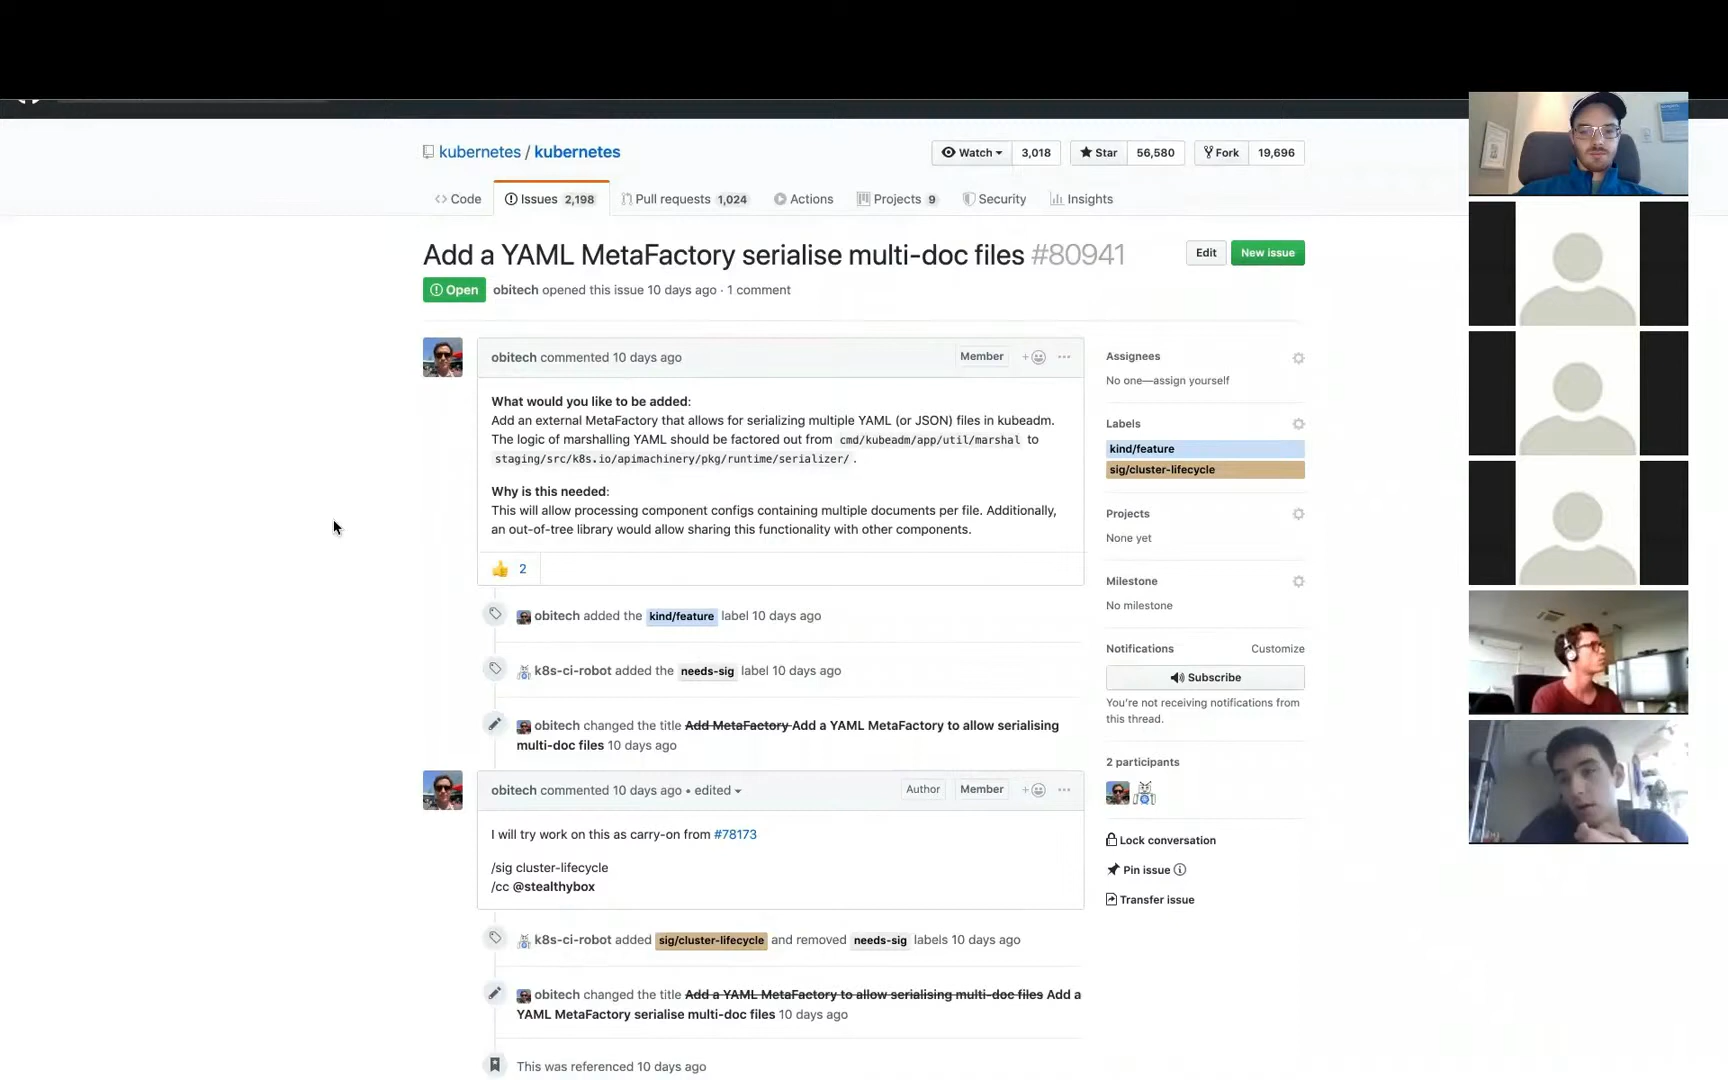 kubernetes / kubernetes
Watch 3,018 Star 56,580 Fork 19,696
Code Issues 2,198 Pull requests 1,024 Actions Projects 9 Security Insights
Add a YAML MetaFactory serialise multi-doc files #80941
Edit New issue
Open obitech opened this issue 10 days ago · 1 comment
obitech commented 10 days ago Member
What would you like to be added:
Add an external MetaFactory that allows for serializing multiple YAML (or JSON) files in kubeadm.
The logic of marshalling YAML should be factored out from cmd/kubeadm/app/util/marshal to
staging/src/k8s.io/apimachinery/pkg/runtime/serializer/ .
Why is this needed:
This will allow processing component configs containing multiple documents per file. Additionally,
an out-of-tree library would allow sharing this functionality with other components.
2
obitech added the kind/feature label 10 days ago
k8s-ci-robot added the needs-sig label 10 days ago
obitech changed the title Add MetaFactory Add a YAML MetaFactory to allow serialising
multi-doc files 10 days ago
obitech commented 10 days ago • edited Author Member
I will try work on this as carry-on from #78173
/sig cluster-lifecycle
/cc @stealthybox
k8s-ci-robot added sig/cluster-lifecycle and removed needs-sig labels 10 days ago
obitech changed the title Add a YAML MetaFactory to allow serialising multi-doc files Add a
YAML MetaFactory serialise multi-doc files 10 days ago
This was referenced 10 days ago
Assignees
No one—assign yourself
Labels
kind/feature
sig/cluster-lifecycle
Projects
None yet
Milestone
No milestone
Notifications Customize
Subscribe
You're not receiving notifications from
this thread.
2 participants
Lock conversation
Pin issue
Transfer issue